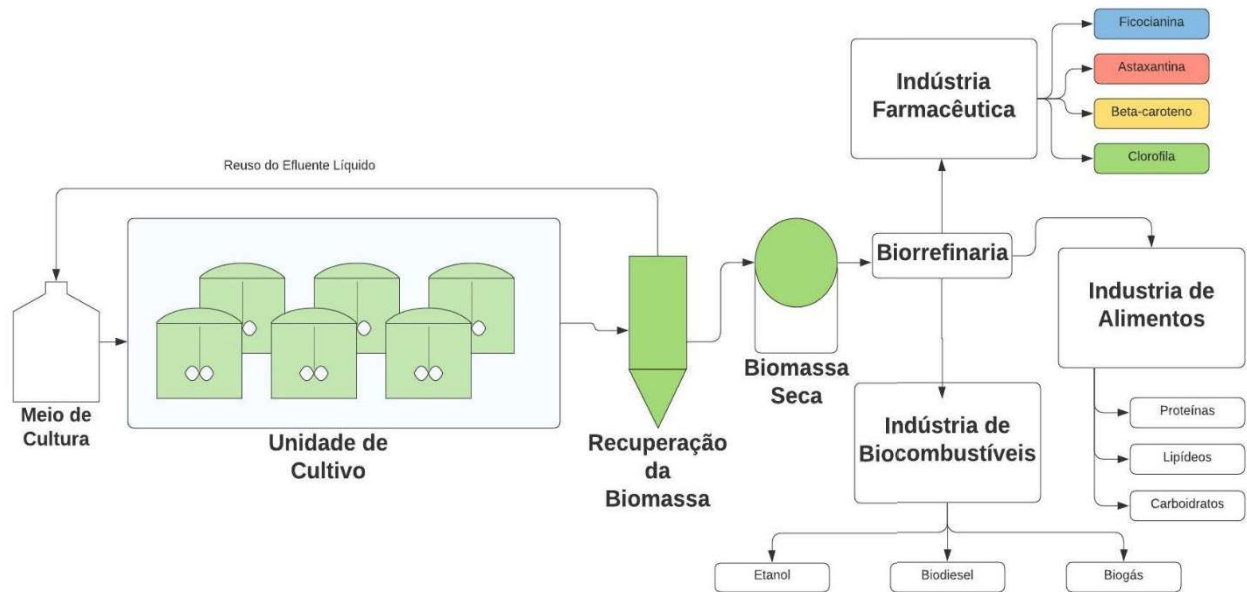 Ficocianina
Indústria
Farmacêutica
Astaxantina
Beta-caroteno
Clorofila
Reuso do Efluente Líquido
Biorrefinaria
Industria de
Alimentos
Meio de
Cultura
Unidade de
Cultivo
Recuperação
da
Biomassa
Biomassa
Seca
Indústria de
Biocombustíveis
Proteínas
Lipídeos
Carboidratos
Etanol
Biodiesel
Biogás